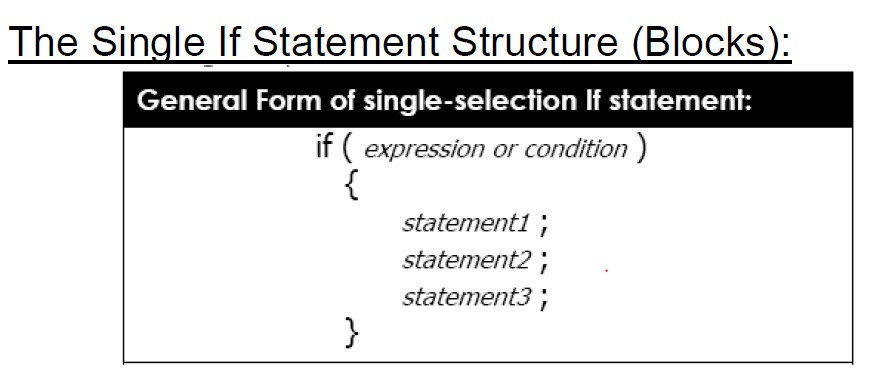 The Single If Statement Structure (Blocks):
General Form of single-selection If statement:
if ( expression or condition )
{
statement1 ;
statement2 ;
statement3 ;
}